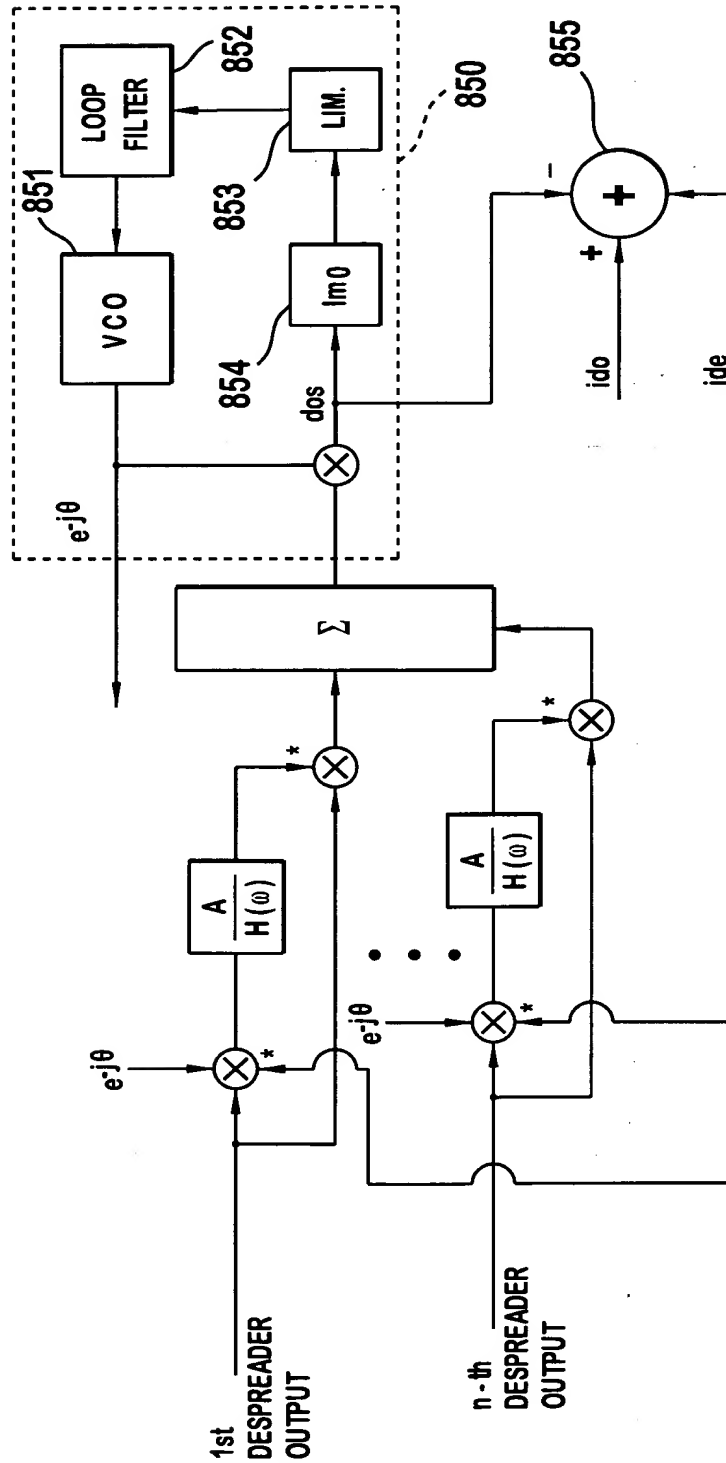 1st
DESPREADER
OUTPUT
e-jθ
*
A
H(ω)
*
n - th
DESPREADER
OUTPUT
e-jθ
*
A
H(ω)
*
• • •
Σ
e-jθ
VCO
851
LOOP
FILTER
852
LIM.
853
Im()
854
dos
850
+
-
+
855
ido
ide